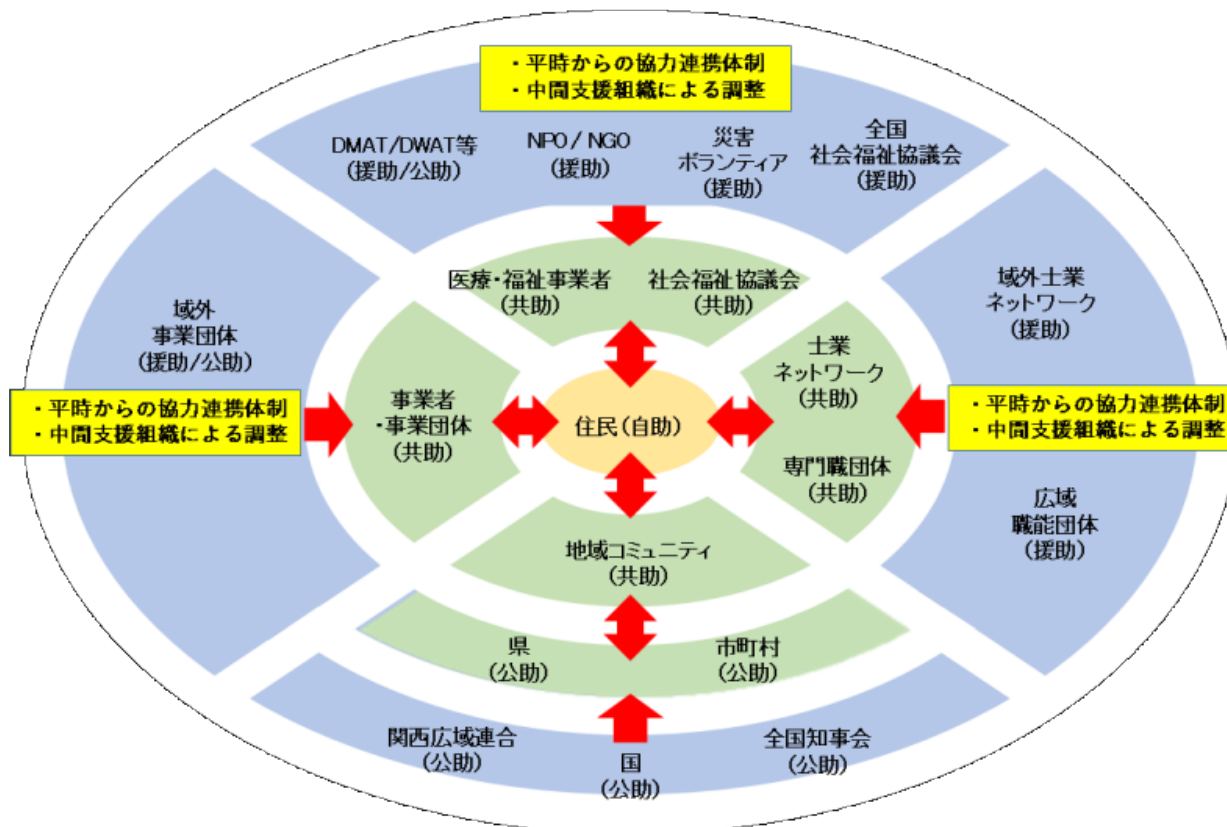 ・平時からの協力連携体制
・中間支援組織による調整
DMAT/DWAT等
(援助/公助)
NPO/NGO
(援助)
災害
ボランティア
(援助)
全国
社会福祉協議会
(援助)
医療・福祉事業者
(共助)
社会福祉協議会
(共助)
域外
事業団体
(援助/公助)
域外士業
ネットワーク
(援助)
士業
ネットワーク
(共助)
・平時からの協力連携体制
・中間支援組織による調整
事業者
・事業団体
(共助)
住民(自助)
・平時からの協力連携体制
・中間支援組織による調整
専門職団体
(共助)
広域
職能団体
(援助)
地域コミュニティ
(共助)
県
(公助)
市町村
(公助)
関西広域連合
(公助)
国
(公助)
全国知事会
(公助)